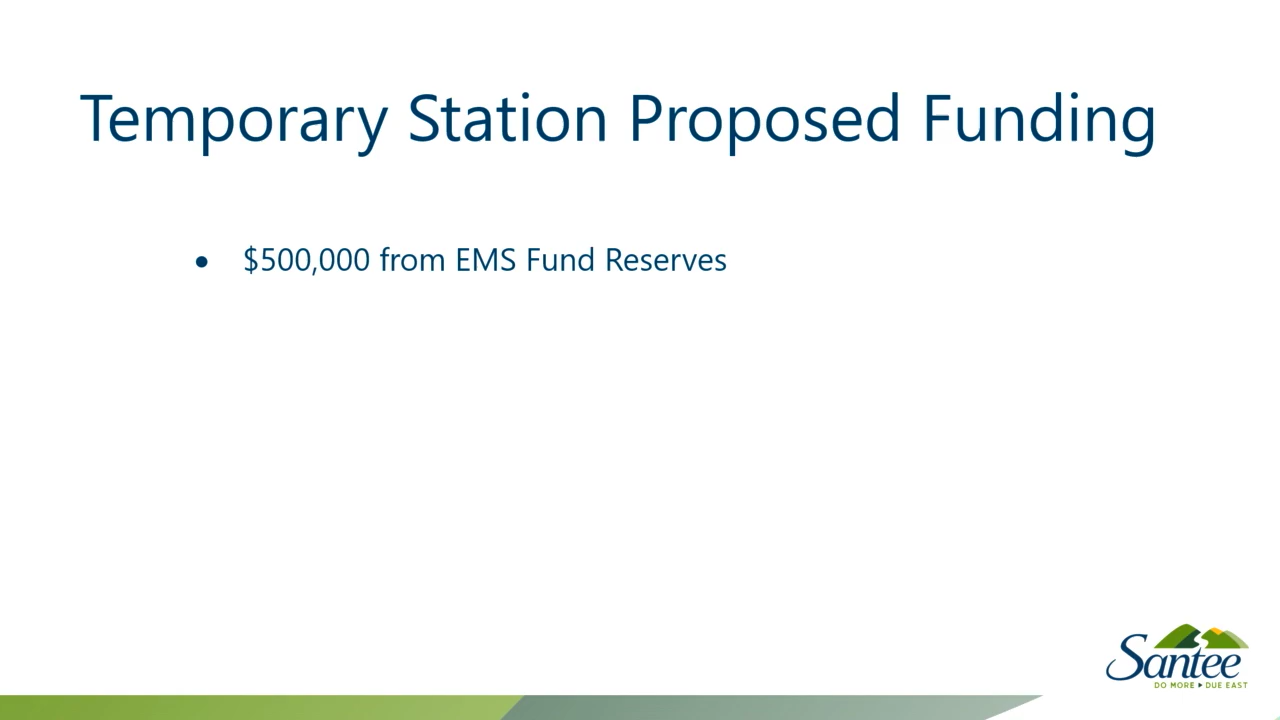 Temporary Station Proposed Funding
• $500,000 from EMS Fund Reserves
Santee
DO MORE ▸ DUE EAST